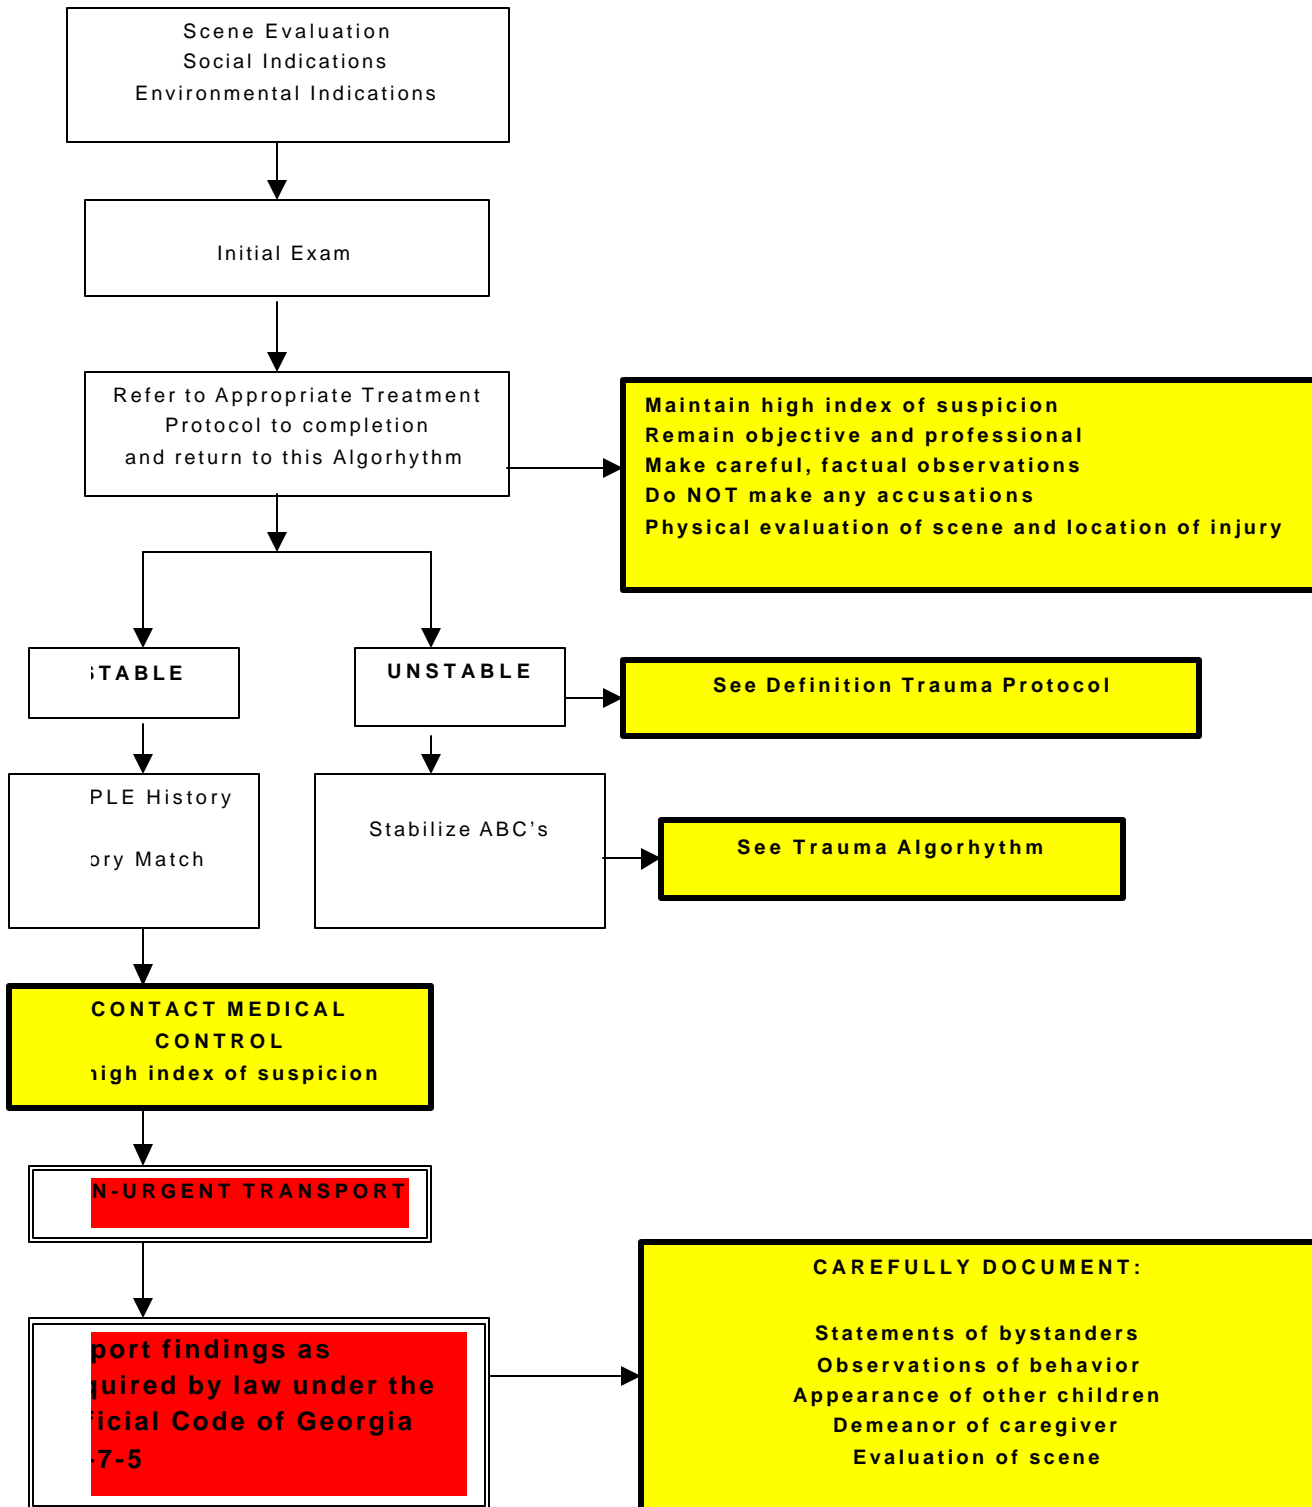 Scene Evaluation
Social Indications
Environmental Indications
Initial Exam
Refer to Appropriate Treatment
Protocol to completion
and return to this Algorhythm
Maintain high index of suspicion
Remain objective and professional
Make careful, factual observations
Do NOT make any accusations
Physical evaluation of scene and location of injury
TABLE
UNSTABLE
See Definition Trauma Protocol
PLE History
ory Match
Stabilize ABC’s
See Trauma Algorhythm
CONTACT MEDICAL
CONTROL
high index of suspicion
N-URGENT TRANSPORT
port findings as
quired by law under the
ficial Code of Georgia
-7-5
CAREFULLY DOCUMENT:
Statements of bystanders
Observations of behavior
Appearance of other children
Demeanor of caregiver
Evaluation of scene